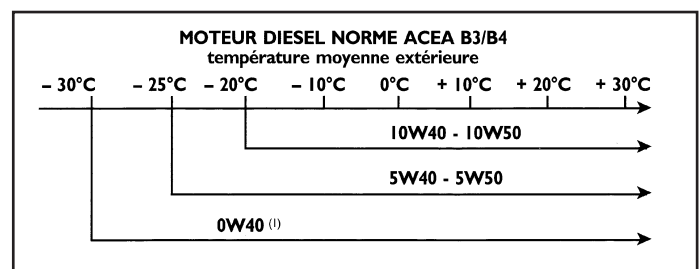 MOTEUR DIESEL NORME ACEA B3/B4
température moyenne extérieure
– 30°C – 25°C – 20°C – 10°C 0°C + 10°C + 20°C + 30°C
10W40 - 10W50
5W40 - 5W50
0W40 (1)